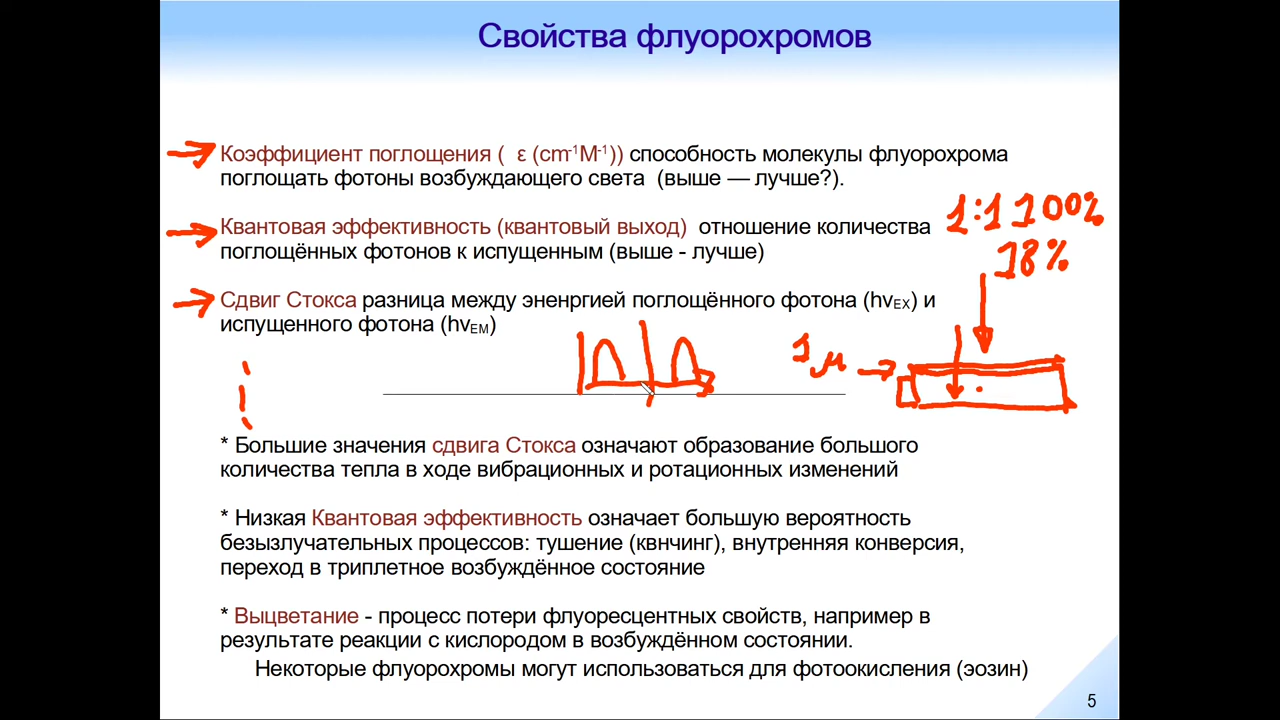 Свойства флуорохромов
Коэффициент поглощения ( ε (cm⁻¹M⁻¹)) способность молекулы флуорохрома
поглощать фотоны возбуждающего света (выше — лучше?).
Квантовая эффективность (квантовый выход) отношение количества
поглощённых фотонов к испущенным (выше - лучше)
1:1 100%
18%
Сдвиг Стокса разница между эненргией поглощённого фотона (hvEX) и
испущенного фотона (hvEM)
1 μ
* Большие значения сдвига Стокса означают образование большого
количества тепла в ходе вибрационных и ротационных изменений
* Низкая Квантовая эффективность означает большую вероятность
безызлучательных процессов: тушение (квнчинг), внутренняя конверсия,
переход в триплетное возбуждённое состояние
* Выцветание - процесс потери флуоресцентных свойств, например в
результате реакции с кислородом в возбуждённом состоянии.
Некоторые флуорохромы могут использоваться для фотоокисления (эозин)
5